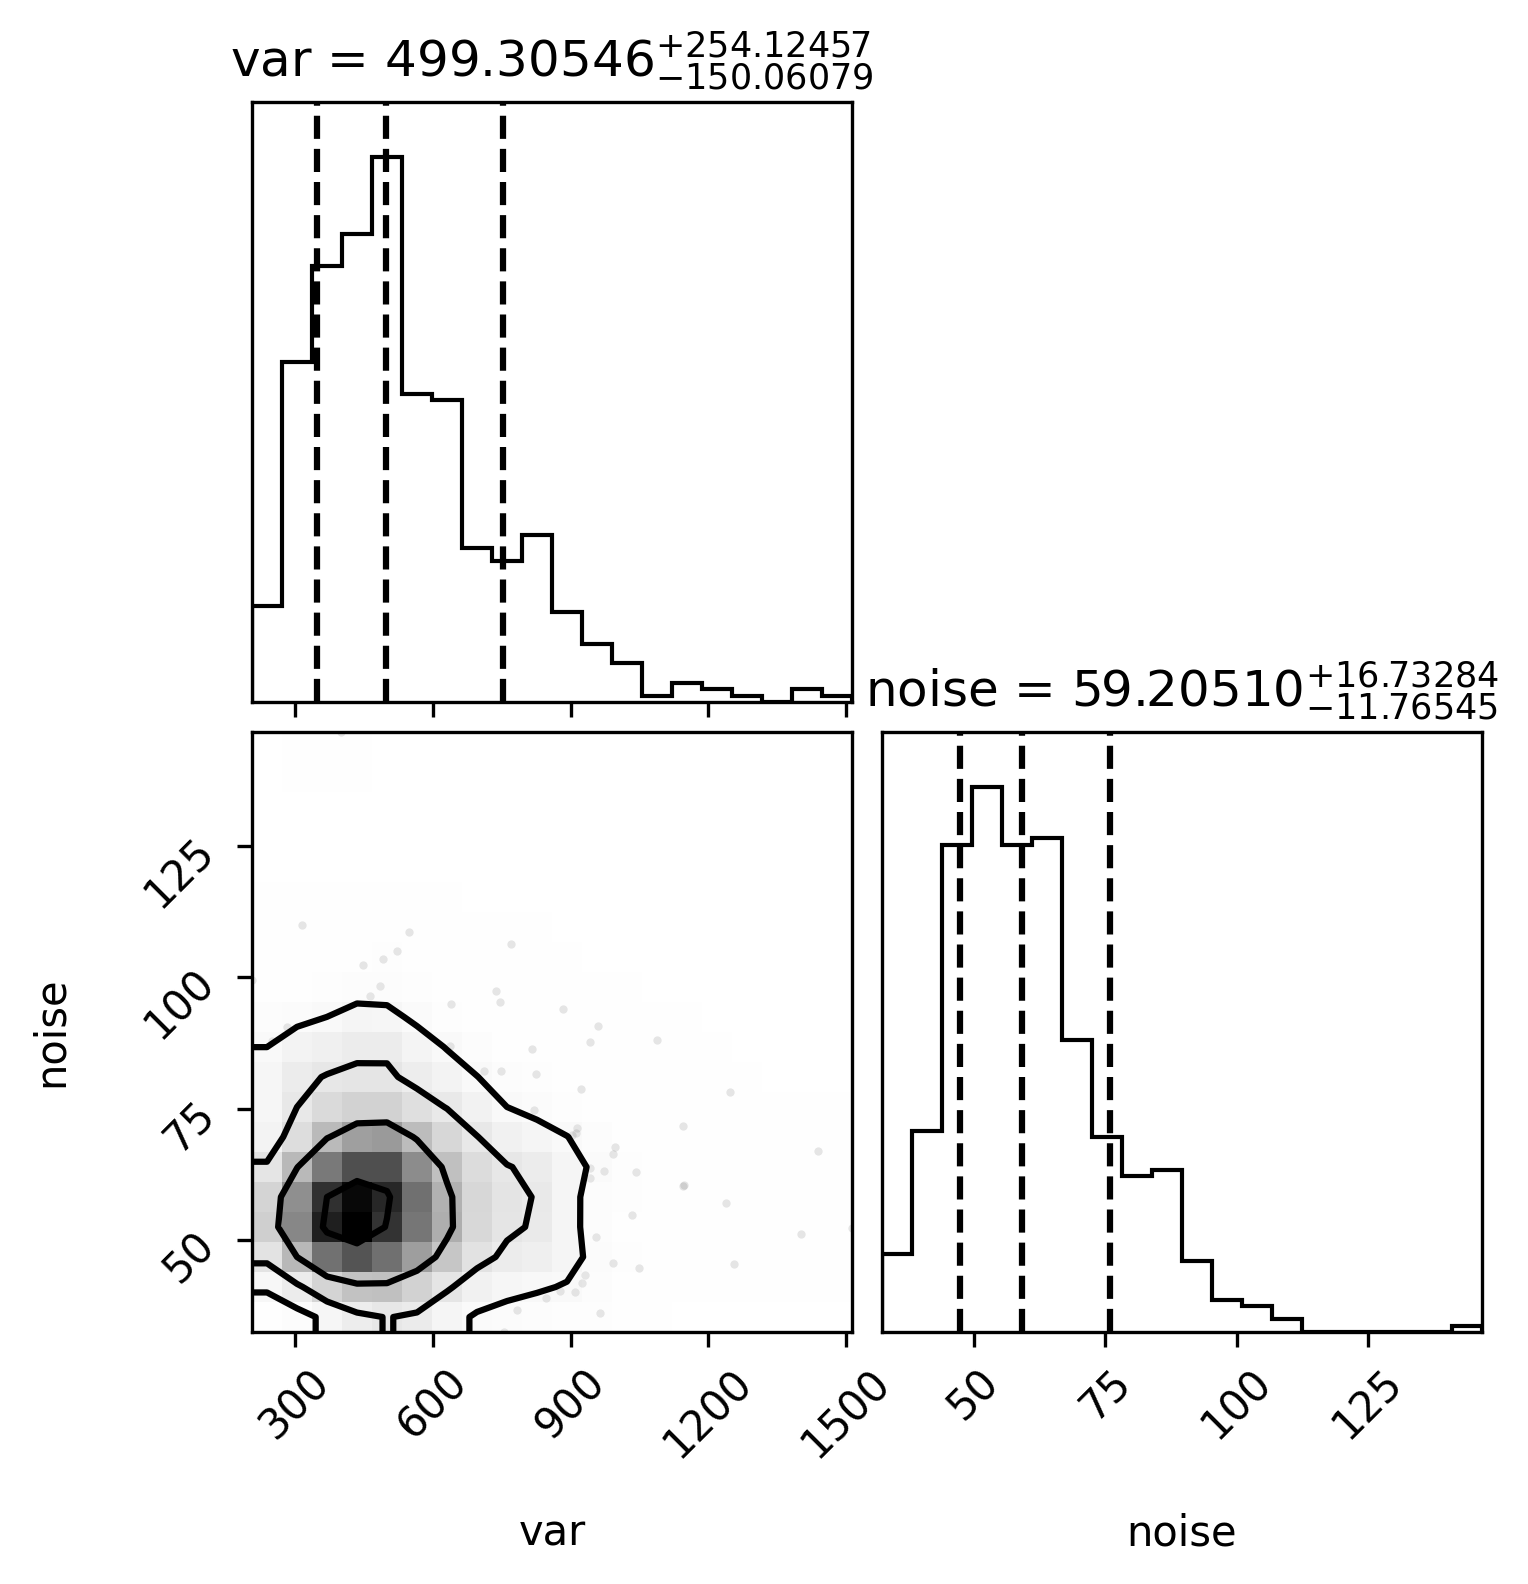 var = 499.30546+254.12457−150.06079
noise = 59.20510+16.73284−11.76545
125
100
75
50
noise
300 600 900 1200 1500 50 75 100 125
var noise